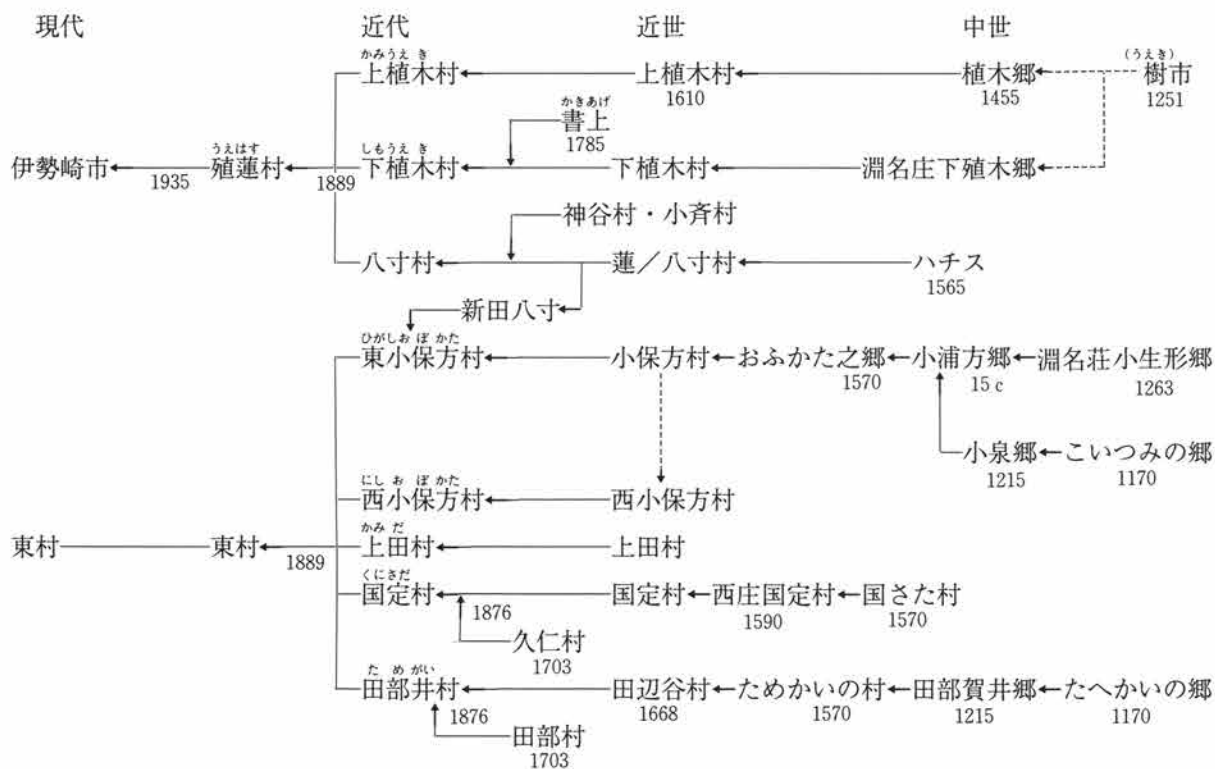 現代 近代 近世 中世
かみうえき (うえき)
上植木村 上植木村 植木郷 樹市
1610 1455 1251
かきあげ
書上
1785
うえはす しもうえき
伊勢崎市 殖蓮村 下植木村 下植木村 淵名庄下殖木郷
1935 1889
神谷村・小斉村
八寸村 蓮/八寸村 ハチス
1565
新田八寸
ひがしおぼかた
東小保方村 小保方村 おふかた之郷 小浦方郷 淵名荘小生形郷
1570 15c 1263
小泉郷 こいつみの郷
1215 1170
にしおぼかた
西小保方村 西小保方村
かみだ
東村 東村 上田村 上田村
1889
くにさだ
国定村 国定村 西庄国定村 国さた村
1876 1590 1570
久仁村
1703
ためがい
田部井村 田辺谷村 ためかいの村 田部賀井郷 たへかいの郷
1876 1668 1570 1215 1170
田部村
1703